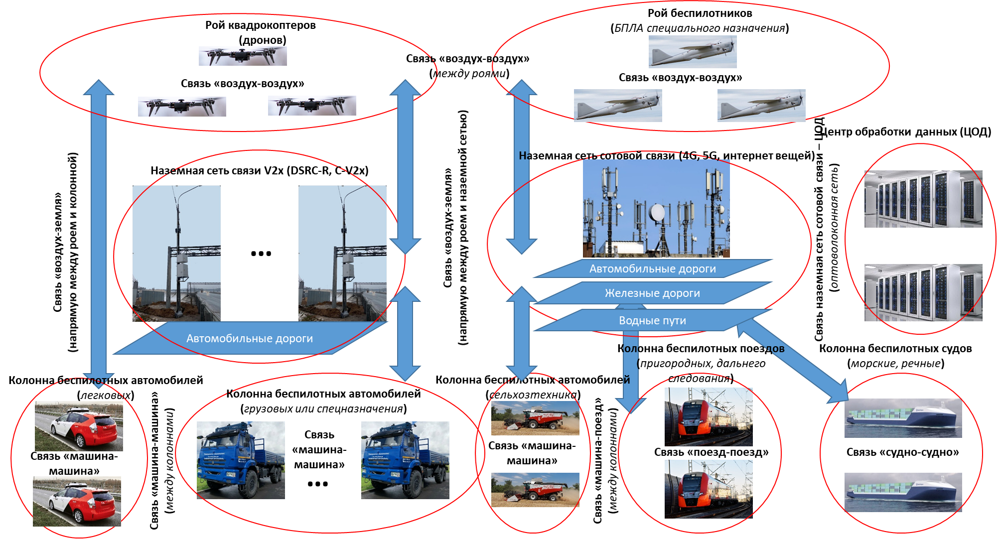 Рой квадрокоптеров
(дронов)
Связь «воздух-воздух»
Связь «воздух-воздух»
(между роями)
Рой беспилотников
(БПЛА специального назначения)
Связь «воздух-воздух»
Связь «воздух-земля»
(напрямую между роем и колонной)
Наземная сеть связи V2x (DSRC-R, C-V2x)
...
Автомобильные дороги
Связь «воздух-земля»
(напрямую между роем и наземной сетью)
Наземная сеть сотовой связи (4G, 5G, интернет вещей)
Автомобильные дороги
Железные дороги
Водные пути
Связь наземная сеть сотовой связи – ЦОД
(оптоволоконная сеть)
Центр обработки данных (ЦОД)
Колонна беспилотных автомобилей
(легковых)
Связь «машина-
машина»
Связь «машина-машина»
(между колоннами)
Колонна беспилотных автомобилей
(грузовых или спецназначения)
Связь
«машина-
машина»
...
Колонна беспилотных автомобилей
(сельхозтехника)
Связь «машина-
машина»
Связь «машина-поезд»
(между колоннами)
Колонна беспилотных поездов
(пригородных, дальнего
следования)
Связь «поезд-поезд»
Колонна беспилотных судов
(морские, речные)
Связь «судно-судно»